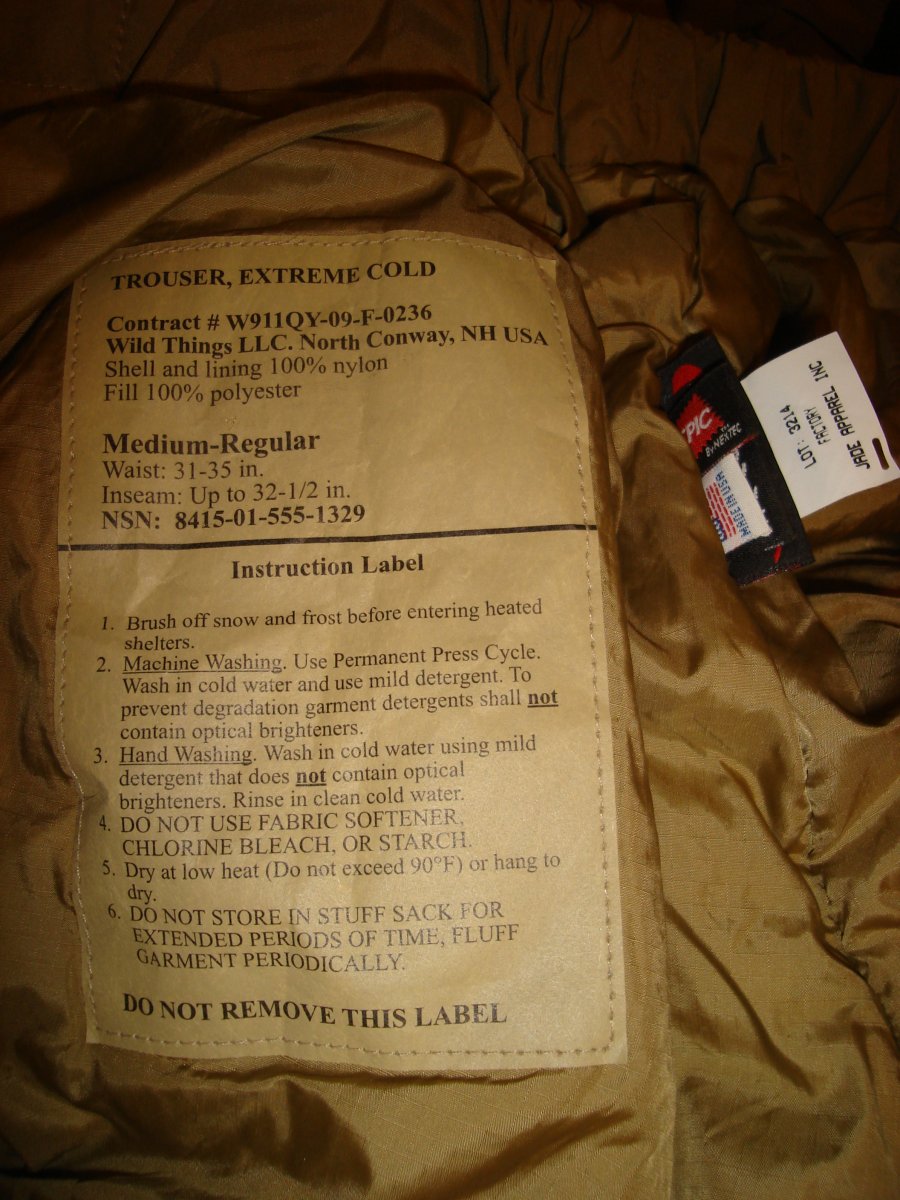 TROUSER, EXTREME COLD
Contract # W911QY-09-F-0236
Wild Things LLC. North Conway, NH USA
Shell and lining 100% nylon
Fill 100% polyester
Medium-Regular
Waist: 31-35 in.
Inseam: Up to 32-1/2 in.
NSN: 8415-01-555-1329
Instruction Label
1. Brush off snow and frost before entering heated
shelters.
2. Machine Washing. Use Permanent Press Cycle.
Wash in cold water and use mild detergent. To
prevent degradation garment detergents shall not
contain optical brighteners.
3. Hand Washing. Wash in cold water using mild
detergent that does not contain optical
brighteners. Rinse in clean cold water.
4. DO NOT USE FABRIC SOFTENER,
CHLORINE BLEACH, OR STARCH.
5. Dry at low heat (Do not exceed 90°F) or hang to
dry.
6. DO NOT STORE IN STUFF SACK FOR
EXTENDED PERIODS OF TIME, FLUFF
GARMENT PERIODICALLY.
DO NOT REMOVE THIS LABEL
PIC™
By NEXTEC
MADE IN USA
LOT: 3214
FACTORY
JADE APPAREL INC